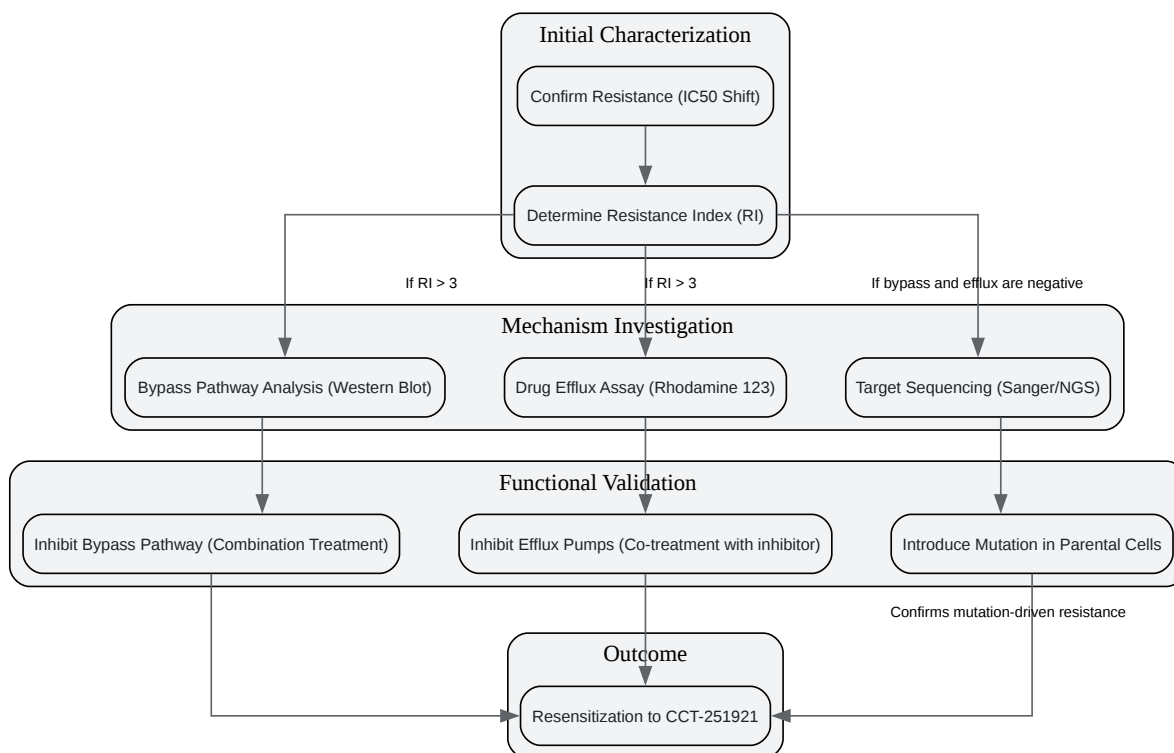 Initial Characterization
Confirm Resistance (IC50 Shift)
Determine Resistance Index (RI)
If RI > 3
If RI > 3
If bypass and efflux are negative
Mechanism Investigation
Bypass Pathway Analysis (Western Blot)
Drug Efflux Assay (Rhodamine 123)
Target Sequencing (Sanger/NGS)
Functional Validation
Inhibit Bypass Pathway (Combination Treatment)
Inhibit Efflux Pumps (Co-treatment with inhibitor)
Introduce Mutation in Parental Cells
Confirms mutation-driven resistance
Outcome
Resensitization to CCT-251921